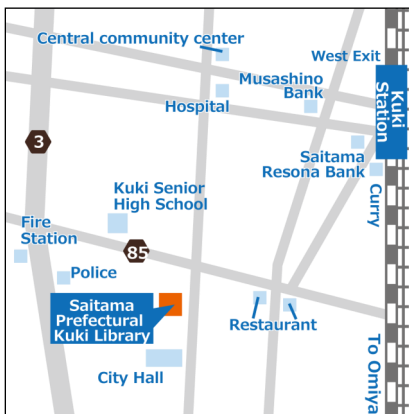 Central community center
West Exit
Musashino
Bank
Kuki
Station
Hospital
3
Saitama
Resona Bank
Kuki Senior
High School
Curry
Fire
Station
85
Police
Saitama
Prefectural
Kuki Library
Restaurant
To Omiya
City Hall